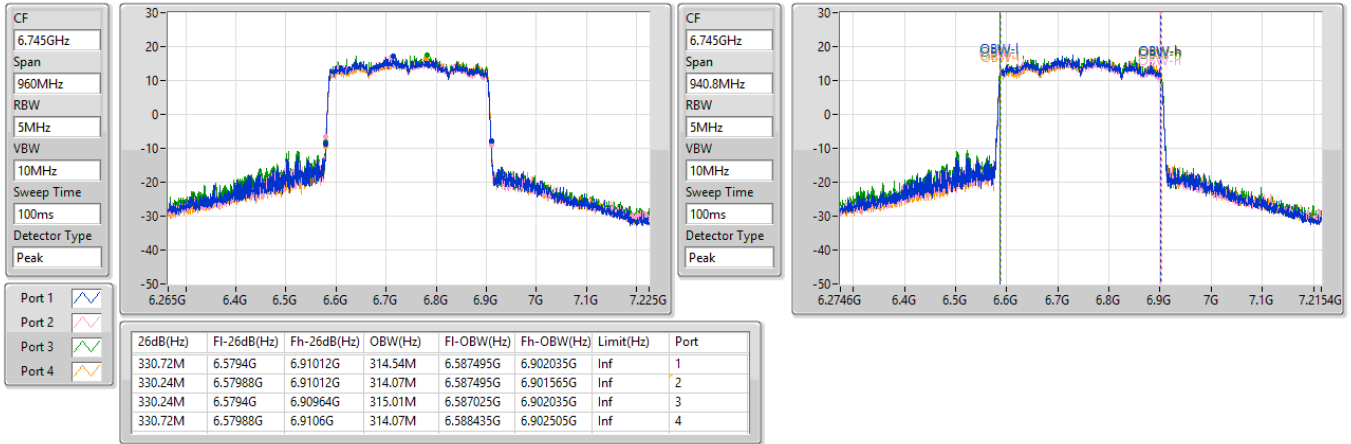 CF
6.745GHz
Span
960MHz
RBW
5MHz
VBW
10MHz
Sweep Time
100ms
Detector Type
Peak
30
20
10
0
-10
-20
-30
-40
-50
6.265G 6.4G 6.5G 6.6G 6.7G 6.8G 6.9G 7G 7.1G 7.225G
CF
6.745GHz
Span
940.8MHz
RBW
5MHz
VBW
10MHz
Sweep Time
100ms
Detector Type
Peak
30
20
10
0
-10
-20
-30
-40
-50
OBW-l OBW-h
6.2746G 6.4G 6.5G 6.6G 6.7G 6.8G 6.9G 7G 7.1G 7.2154G
Port 1
Port 2
Port 3
Port 4
26dB(Hz) Fl-26dB(Hz) Fh-26dB(Hz) OBW(Hz) Fl-OBW(Hz) Fh-OBW(Hz) Limit(Hz) Port
330.72M 6.5794G 6.91012G 314.54M 6.587495G 6.902035G Inf 1
330.24M 6.57988G 6.91012G 314.07M 6.587495G 6.901565G Inf 2
330.24M 6.5794G 6.90964G 315.01M 6.587025G 6.902035G Inf 3
330.72M 6.57988G 6.9106G 314.07M 6.588435G 6.902505G Inf 4